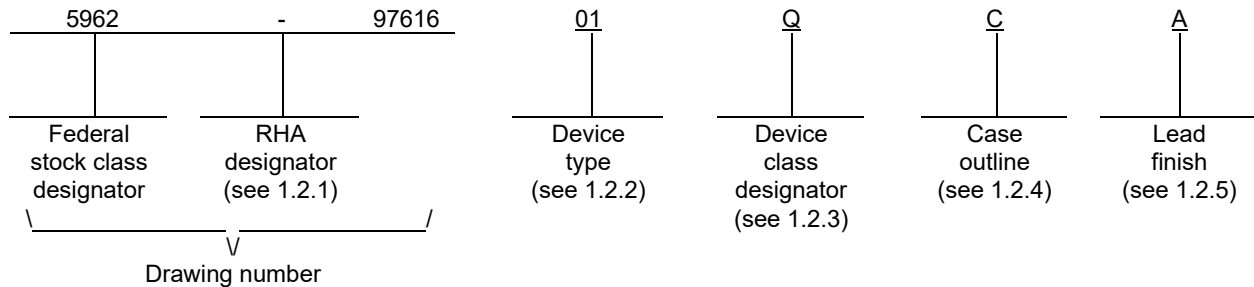 5962 - 97616 01 Q C A
Federal stock class designator
RHA designator (see 1.2.1)
Device type (see 1.2.2)
Device class designator (see 1.2.3)
Case outline (see 1.2.4)
Lead finish (see 1.2.5)
Drawing number